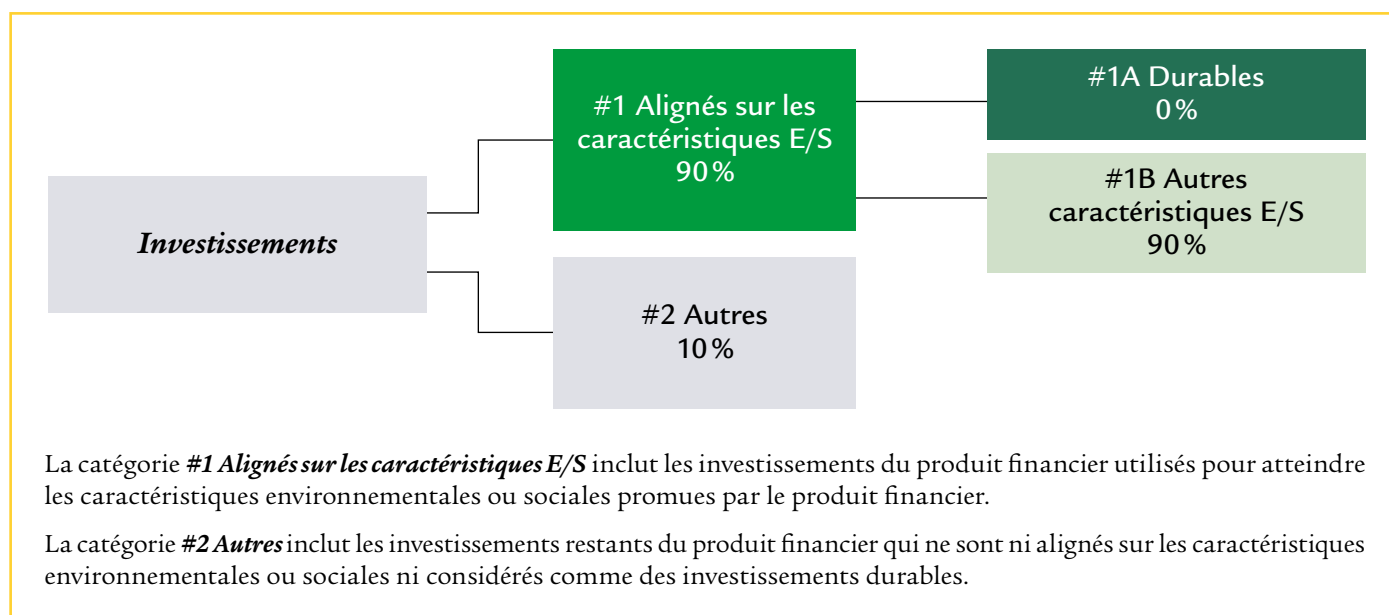 #1 Alignés sur les
caractéristiques E/S
90 %
#1A Durables
0 %
#1B Autres
caractéristiques E/S
90 %
Investissements
#2 Autres
10 %
La catégorie #1 Alignés sur les caractéristiques E/S inclut les investissements du produit financier utilisés pour atteindre
les caractéristiques environnementales ou sociales promues par le produit financier.
La catégorie #2 Autres inclut les investissements restants du produit financier qui ne sont ni alignés sur les caractéristiques
environnementales ou sociales ni considérés comme des investissements durables.